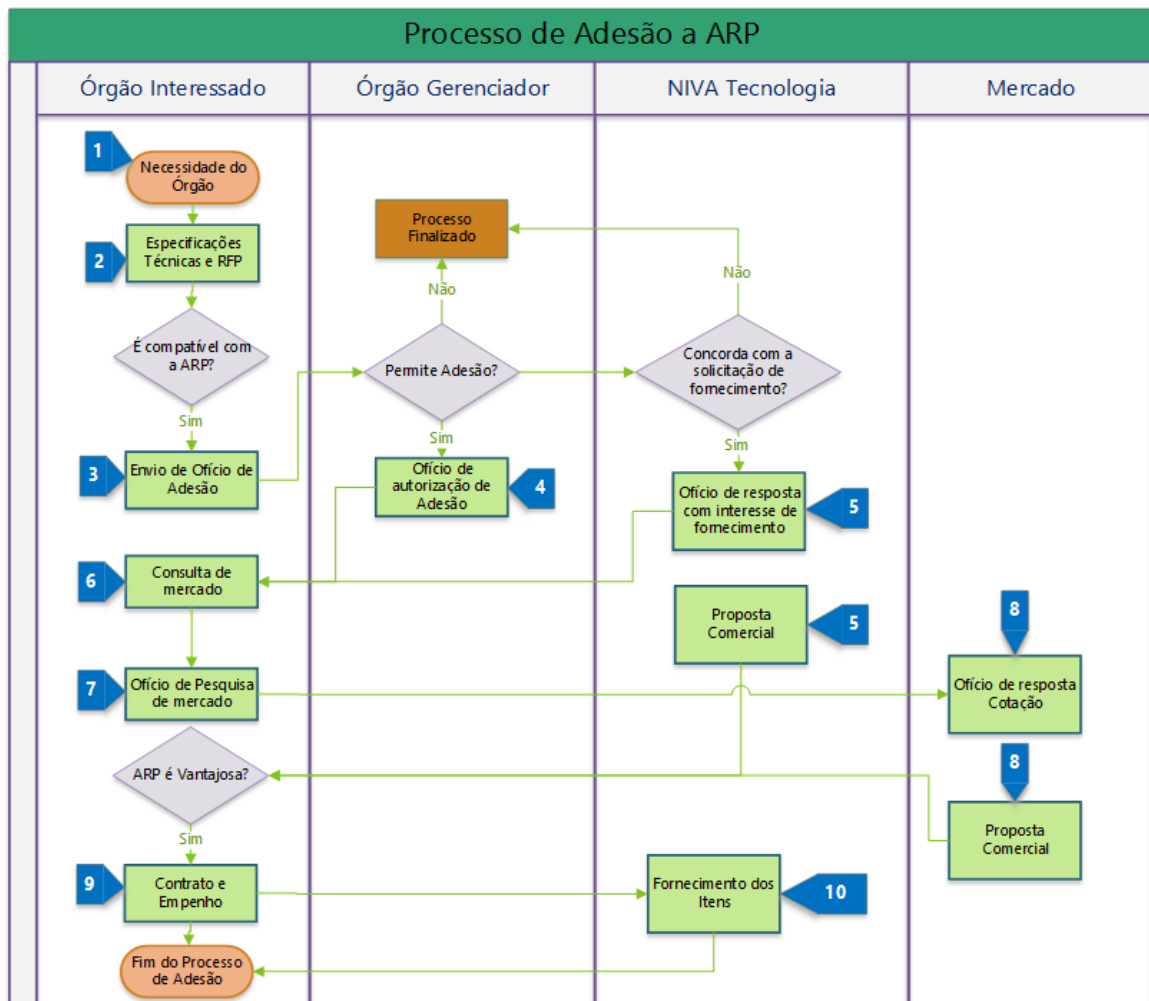 Processo de Adesão a ARP
Órgão Interessado
Órgão Gerenciador
NIVA Tecnologia
Mercado
1
Necessidade do
Órgão
2
Especificações
Técnicas e RFP
Processo
Finalizado
Não
Não
É compatível com
a ARP?
Permite Adesão?
Concorda com a
solicitação de
fornecimento?
Sim
Sim
Sim
3
Envio de Ofício de
Adesão
Ofício de
autorização de
Adesão
4
Ofício de resposta
com interesse de
fornecimento
5
6
Consulta de
mercado
Proposta
Comercial
5
8
7
Ofício de Pesquisa
de mercado
Ofício de resposta
Cotação
ARP é Vantajosa?
8
Sim
Proposta
Comercial
9
Contrato e
Empenho
Fornecimento dos
Itens
10
Fim do Processo
de Adesão